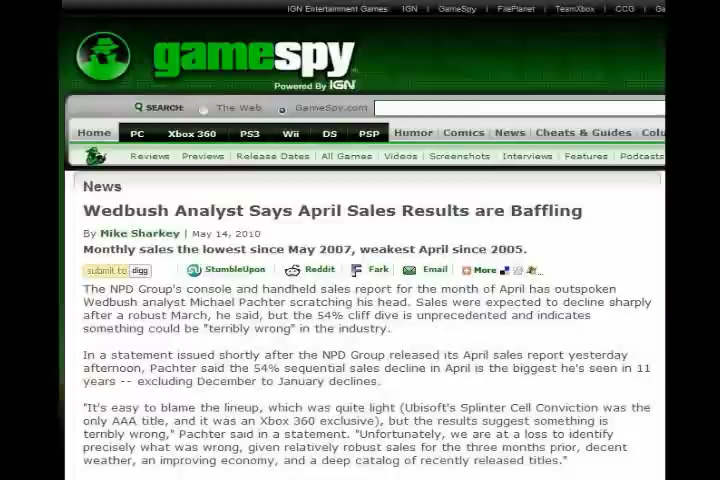 IGN Entertainment Games: IGN | GameSpy | FilePlanet | TeamXbox | CCG | Ga
gamespy
Powered By IGN
SEARCH: The Web GameSpy.com
Home PC Xbox 360 PS3 Wii DS PSP Humor | Comics | News | Cheats & Guides | Colu
Reviews | Previews | Release Dates | All Games | Videos | Screenshots | Interviews | Features | Podcasts
News
Wedbush Analyst Says April Sales Results are Baffling
By Mike Sharkey | May 14, 2010
Monthly sales the lowest since May 2007, weakest April since 2005.
submit to digg StumbleUpon Reddit Fark Email More
The NPD Group's console and handheld sales report for the month of April has outspoken
Wedbush analyst Michael Pachter scratching his head. Sales were expected to decline sharply
after a robust March, he said, but the 54% cliff dive is unprecedented and indicates
something could be "terribly wrong" in the industry.
In a statement issued shortly after the NPD Group released its April sales report yesterday
afternoon, Pachter said the 54% sequential sales decline in April is the biggest he's seen in 11
years -- excluding December to January declines.
"It's easy to blame the lineup, which was quite light (Ubisoft's Splinter Cell Conviction was the
only AAA title, and it was an Xbox 360 exclusive), but the results suggest something is
terribly wrong," Pachter said in a statement. "Unfortunately, we are at a loss to identify
precisely what was wrong, given relatively robust sales for the three months prior, decent
weather, an improving economy, and a deep catalog of recently released titles."